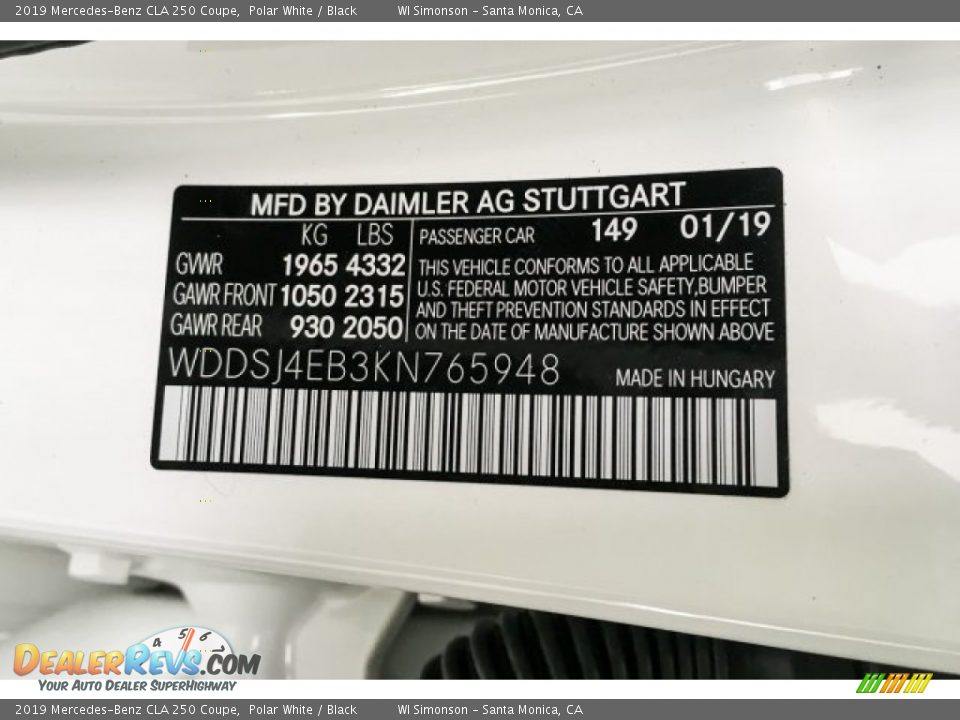 2019 Mercedes-Benz CLA 250 Coupe, Polar White / Black WI Simonson - Santa Monica, CA
MFD BY DAIMLER AG STUTTGART
KG LBS PASSENGER CAR 149 01/19
GWR 1965 4332
GAWR FRONT 1050 2315
GAWR REAR 930 2050
THIS VEHICLE CONFORMS TO ALL APPLICABLE
U.S. FEDERAL MOTOR VEHICLE SAFETY,BUMPER
AND THEFT PREVENTION STANDARDS IN EFFECT
ON THE DATE OF MANUFACTURE SHOWN ABOVE
WDDSJ4EB3KN765948
MADE IN HUNGARY
4 5 6
DEALERREVS.COM
YOUR AUTO DEALER SUPERHIGHWAY
2019 Mercedes-Benz CLA 250 Coupe, Polar White / Black WI Simonson - Santa Monica, CA